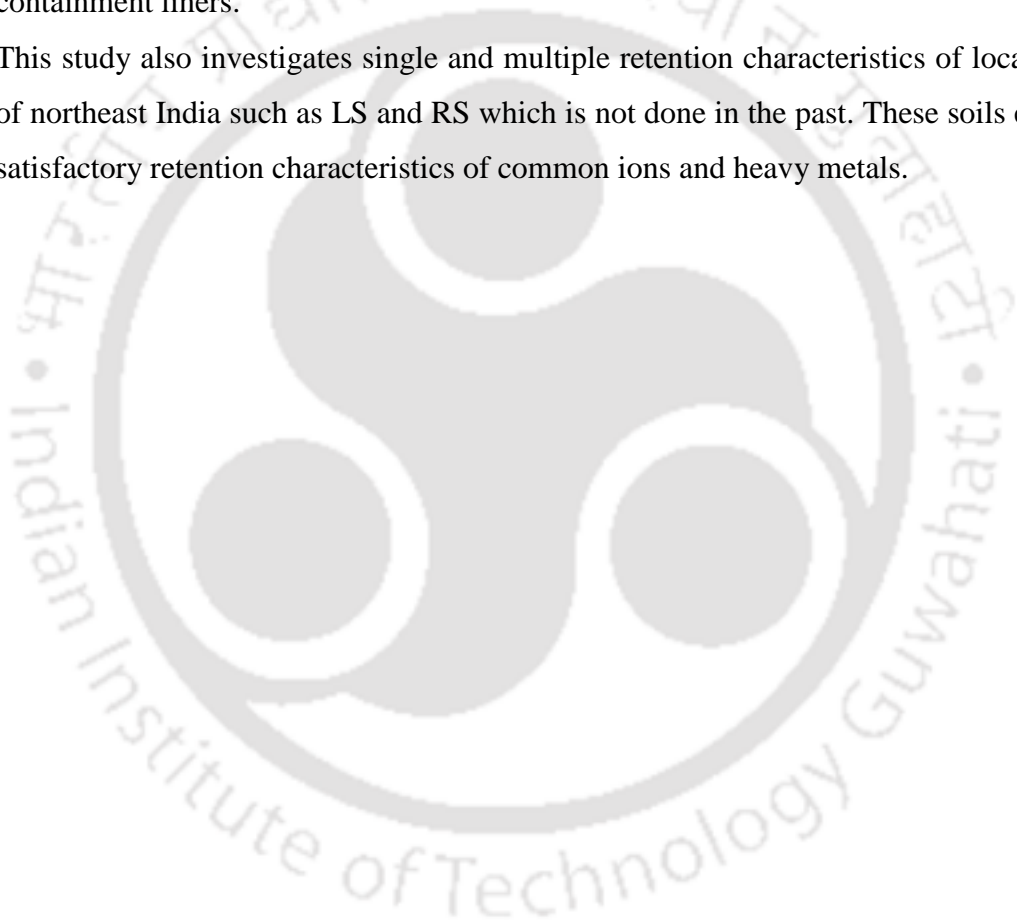 containment liners.
This study also investigates single and multiple retention characteristics of loca
of northeast India such as LS and RS which is not done in the past. These soils
satisfactory retention characteristics of common ions and heavy metals.
Indian Institute of Technology Guwahati